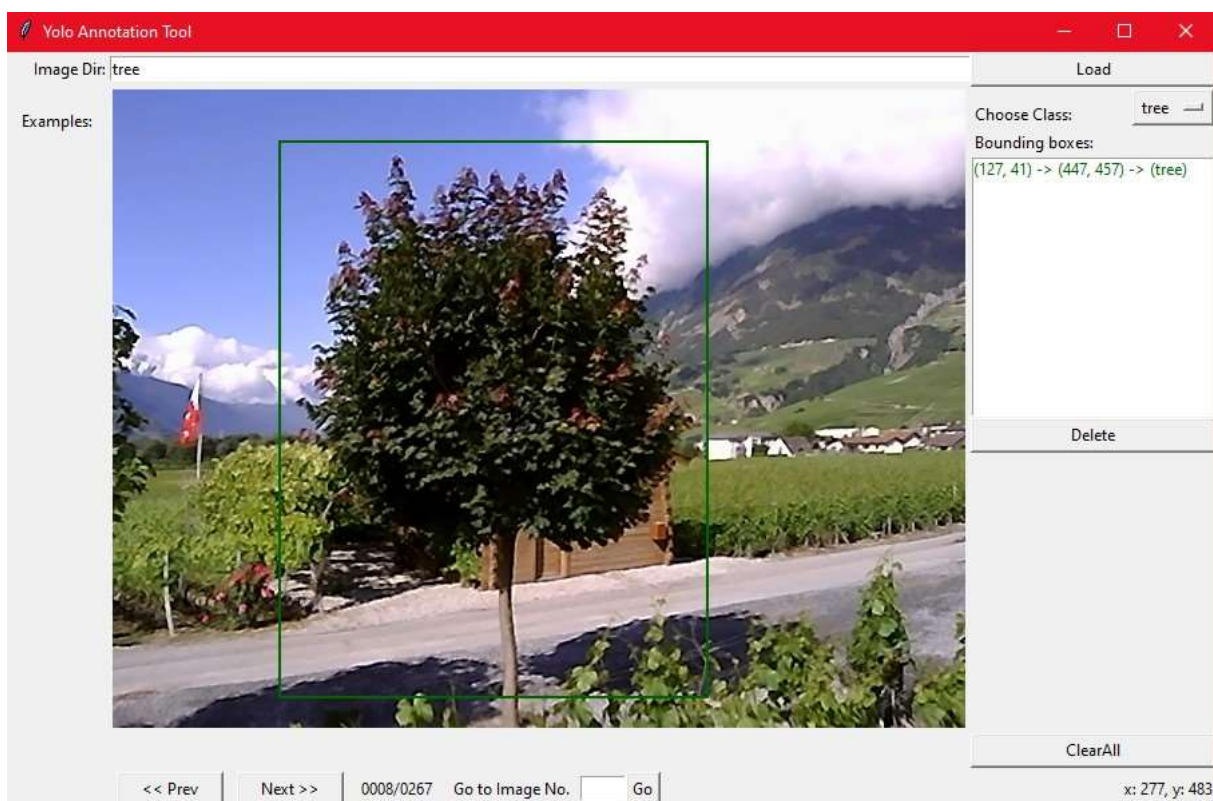 Yolo Annotation Tool
Image Dir: tree Load
Examples:
Choose Class: tree
Bounding boxes:
(127, 41) -> (447, 457) -> (tree)
Delete
ClearAll
<< Prev Next >> 0008/0267 Go to Image No. Go x: 277, y: 483